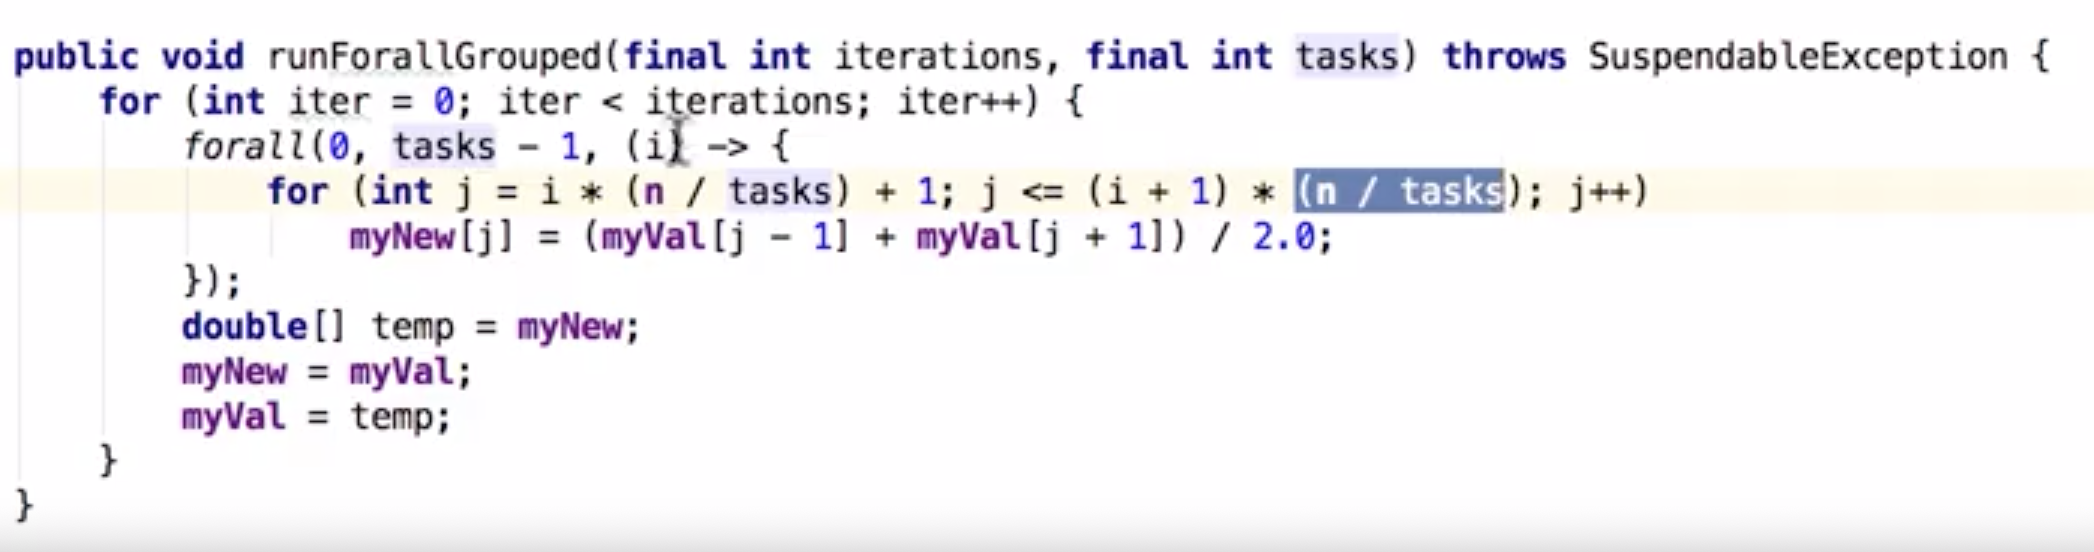 public void runForallGrouped(final int iterations, final int tasks) throws SuspendableException {
for (int iter = 0; iter < iterations; iter++) {
forall(0, tasks - 1, (i) -> {
for (int j = i * (n / tasks) + 1; j <= (i + 1) * (n / tasks); j++)
myNew[j] = (myVal[j - 1] + myVal[j + 1]) / 2.0;
});
double[] temp = myNew;
myNew = myVal;
myVal = temp;
}
}